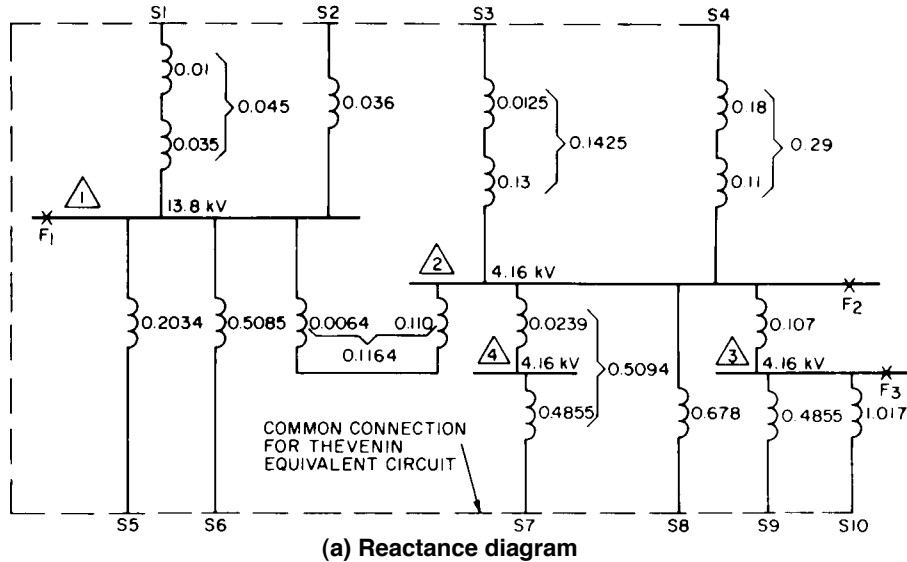 S1 S2 S3 S4
0.01
0.045
0.035
0.036
0.0125
0.1425
0.13
0.18
0.29
0.11
1
13.8 kV
F1
2
4.16 kV
F2
0.2034
0.5085
0.0064
0.110
0.1164
0.0239
0.5094
0.107
4
4.16 kV
3
4.16 kV
F3
0.4855
0.678
0.4855
1.017
COMMON CONNECTION
FOR THEVENIN
EQUIVALENT CIRCUIT
S5 S6 S7 S8 S9 S10
(a) Reactance diagram